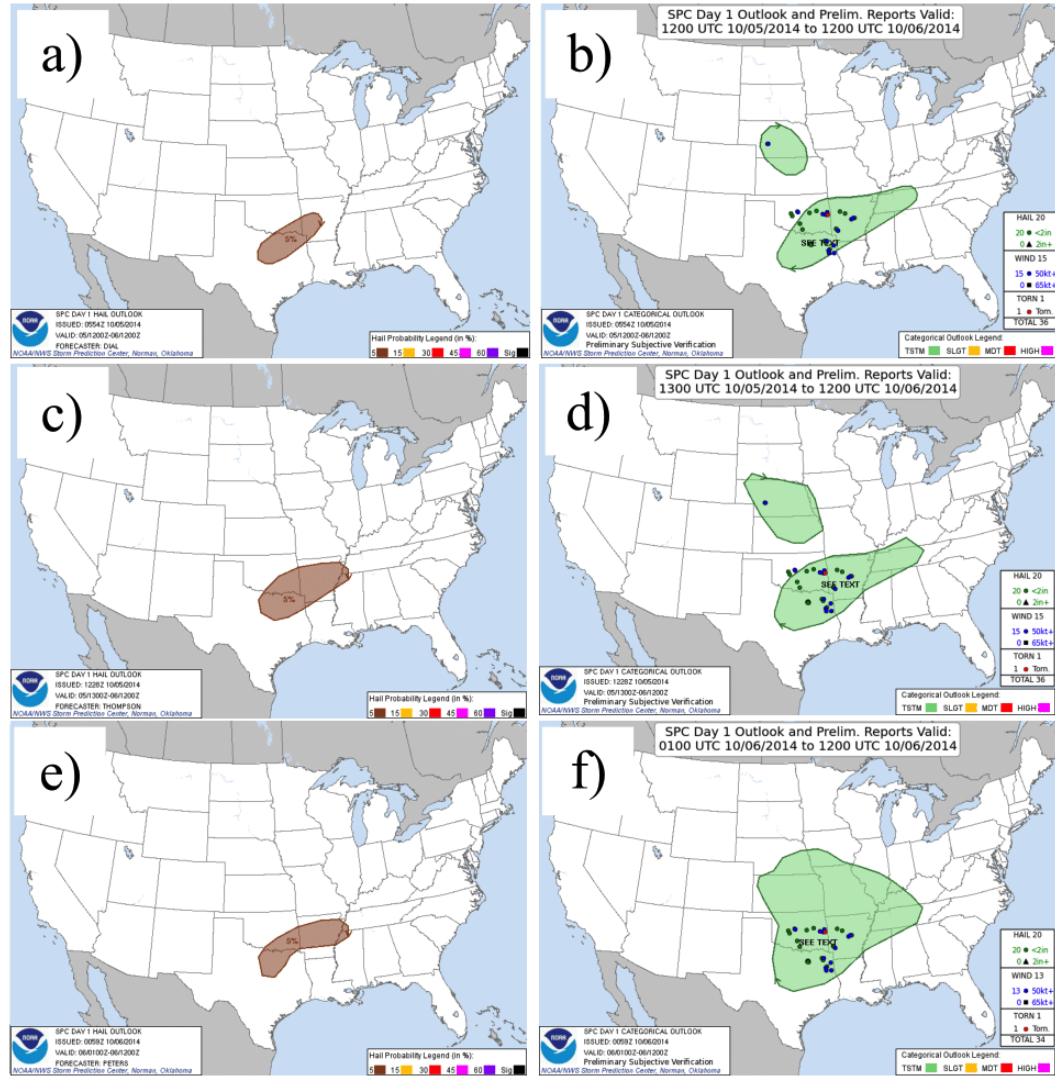 a)
5%
SPC DAY 1 HAIL OUTLOOK
ISSUED: 0554Z 10/05/2014
VALID: 05/1200Z-06/1200Z
FORECASTER: DIAL
NOAA/NWS Storm Prediction Center, Norman, Oklahoma
NOAA
Hail Probability Legend (in %):
5 15 30 45 60 Sig
b)
SPC Day 1 Outlook and Prelim. Reports Valid:
1200 UTC 10/05/2014 to 1200 UTC 10/06/2014
SEE TEXT
HAIL 20
20 <2in
0 2in+
WIND 15
15 50kt+
0 65kt+
TORN 1
1 Torn.
TOTAL 36
SPC DAY 1 CATEGORICAL OUTLOOK
ISSUED: 0554Z 10/05/2014
VALID: 05/1200Z-06/1200Z
Preliminary Subjective Verification
NOAA/NWS Storm Prediction Center, Norman, Oklahoma
NOAA
Categorical Outlook Legend:
TSTM SLGT MDT HIGH
c)
5%
SPC DAY 1 HAIL OUTLOOK
ISSUED: 1228Z 10/05/2014
VALID: 05/1300Z-06/1200Z
FORECASTER: THOMPSON
NOAA/NWS Storm Prediction Center, Norman, Oklahoma
NOAA
Hail Probability Legend (in %):
5 15 30 45 60 Sig
d)
SPC Day 1 Outlook and Prelim. Reports Valid:
1300 UTC 10/05/2014 to 1200 UTC 10/06/2014
SEE TEXT
HAIL 20
20 <2in
0 2in+
WIND 15
15 50kt+
0 65kt+
TORN 1
1 Torn.
TOTAL 36
SPC DAY 1 CATEGORICAL OUTLOOK
ISSUED: 1228Z 10/05/2014
VALID: 05/1300Z-06/1200Z
Preliminary Subjective Verification
NOAA/NWS Storm Prediction Center, Norman, Oklahoma
NOAA
Categorical Outlook Legend:
TSTM SLGT MDT HIGH
e)
5%
SPC DAY 1 HAIL OUTLOOK
ISSUED: 0059Z 10/06/2014
VALID: 06/0100Z-06/1200Z
FORECASTER: PETERS
NOAA/NWS Storm Prediction Center, Norman, Oklahoma
NOAA
Hail Probability Legend (in %):
5 15 30 45 60 Sig
f)
SPC Day 1 Outlook and Prelim. Reports Valid:
0100 UTC 10/06/2014 to 1200 UTC 10/06/2014
SEE TEXT
HAIL 20
20 <2in
0 2in+
WIND 13
13 50kt+
0 65kt+
TORN 1
1 Torn.
TOTAL 34
SPC DAY 1 CATEGORICAL OUTLOOK
ISSUED: 0059Z 10/06/2014
VALID: 06/0100Z-06/1200Z
Preliminary Subjective Verification
NOAA/NWS Storm Prediction Center, Norman, Oklahoma
NOAA
Categorical Outlook Legend:
TSTM SLGT MDT HIGH